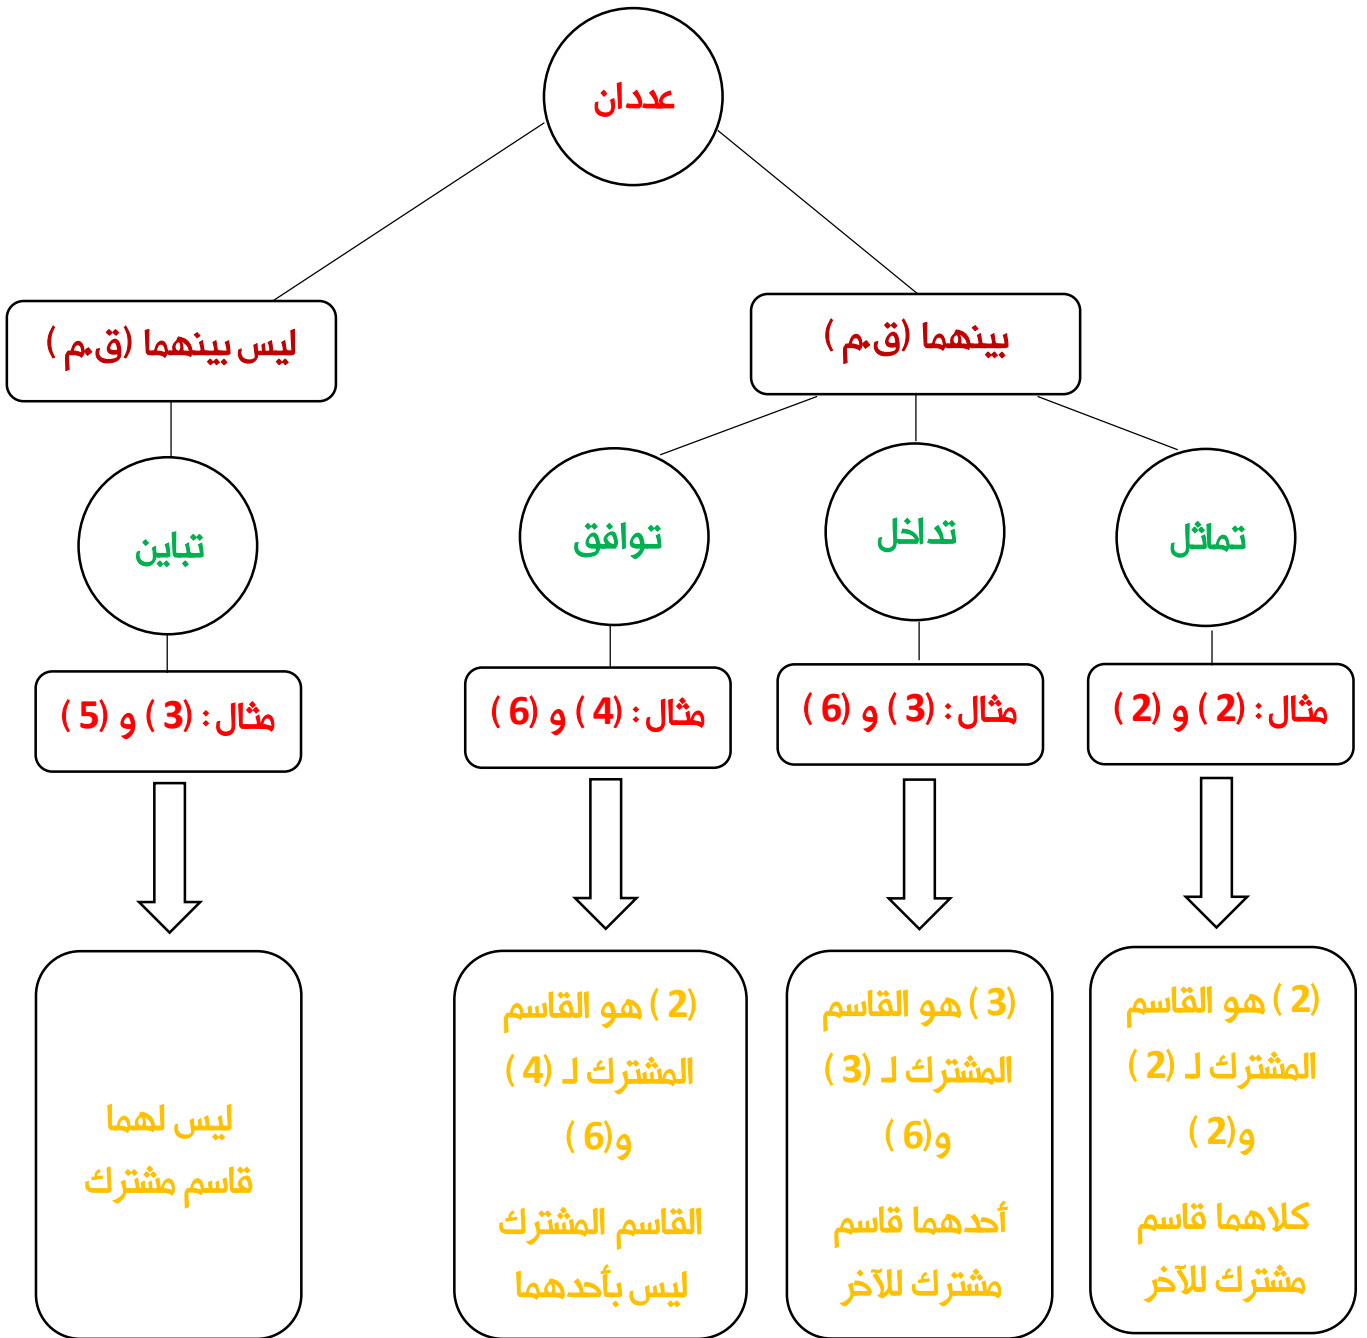 عددان
بينهما (ق.م)
ليس بينهما (ق.م)
تماثل
تداخل
توافق
تباين
مثال: (2) و (2)
مثال: (3) و (6)
مثال: (4) و (6)
مثال: (3) و (5)
(2) هو القاسم
المشترك لـ (2)
و(2)
كلاهما قاسم
مشترك للآخر
(3) هو القاسم
المشترك لـ (3)
و(6)
أحدهما قاسم
مشترك للآخر
(2) هو القاسم
المشترك لـ (4)
و(6)
القاسم المشترك
ليس بأحدهما
ليس لهما
قاسم مشترك